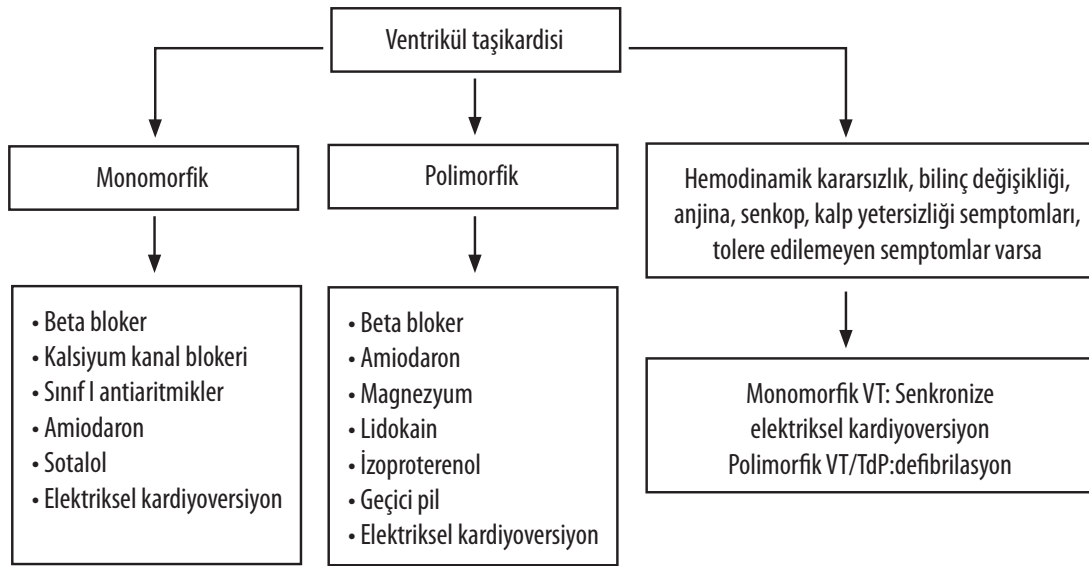 Ventrikül taşikardisi
Monomorfik
Polimorfik
Hemodinamik kararsızlık, bilinç değişikliği,
anjina, senkop, kalp yetersizliği semptomları,
tolere edilemeyen semptomlar varsa
• Beta bloker
• Kalsiyum kanal blokeri
• Sınıf I antiaritmikler
• Amiodaron
• Sotalol
• Elektriksel kardiyoversiyon
• Beta bloker
• Amiodaron
• Magnezyum
• Lidokain
• İzoproterenol
• Geçici pil
• Elektriksel kardiyoversiyon
Monomorfik VT: Senkronize
elektriksel kardiyoversiyon
Polimorfik VT/TdP:defibrilasyon